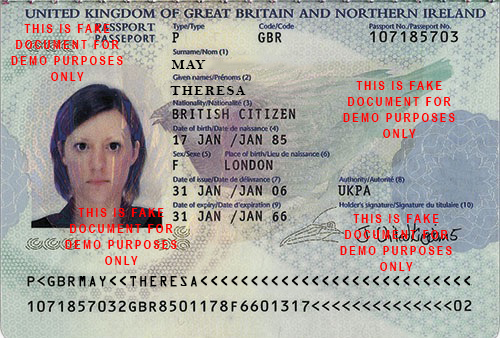 UNITED KINGDOM OF GREAT BRITAIN AND NORTHERN IRELAND
THIS IS FAKE
DOCUMENT FOR
DEMO PURPOSES
ONLY
PASSPORT
PASSEPORT
Type/Type
P
Code/Code
GBR
Passport No./Passeport No.
107185703
Surname/Nom (1)
MAY
Given names/Prénoms (2)
THERESA
Nationality/Nationalité (3)
BRITISH CITIZEN
Date of birth/Date de naissance (4)
17 JAN /JAN 85
Sex/Sexe (5)
Place of birth/Lieu de naissance (6)
F
LONDON
Date of issue/Date de délivrance (7)
Authority/Autorité (8)
31 JAN /JAN 06
UKPA
Date of expiry/Date d'expiration (9)
Holder's signature/Signature du titulaire (10)
31 JAN /JAN 66
THIS IS FAKE
DOCUMENT FOR
DEMO PURPOSES
ONLY
THIS IS FAKE
DOCUMENT FOR
DEMO PURPOSES
ONLY
THIS IS FAKE
DOCUMENT FOR
DEMO PURPOSES
ONLY
P<GBRMAY<<THERESA<<<<<<<<<<<<<<<<<<<<<<<<<<<
1071857032GBR8501178F6601317<<<<<<<<<<<<<<02